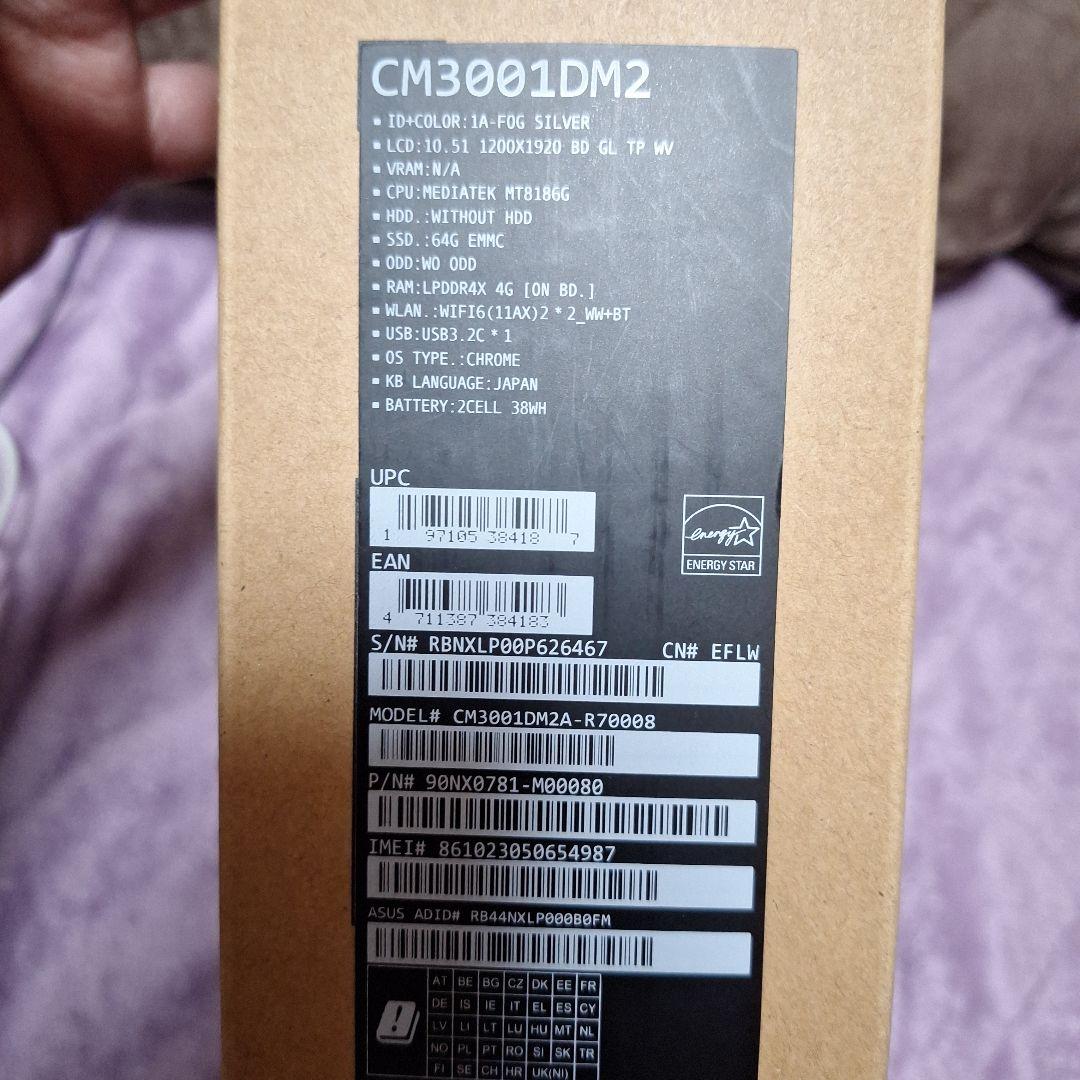 CM3001DM2
▪ ID+COLOR:1A-FOG SILVER
▪ LCD:10.51 1200X1920 BD GL TP WV
▪ VRAM:N/A
▪ CPU:MEDIATEK MT8186G
▪ HDD.:WITHOUT HDD
▪ SSD.:64G EMMC
▪ ODD:WO ODD
▪ RAM:LPDDR4X 4G [ON BD.]
▪ WLAN.:WIFI6(11AX)2*2_WW+BT
▪ USB:USB3.2C*1
▪ OS TYPE.:CHROME
▪ KB LANGUAGE:JAPAN
▪ BATTERY:2CELL 38WH
UPC
1 97105 38418 7
energy
ENERGY STAR
EAN
4 711387 384183
S/N# RBNXLP00P626467 CN# EFLW
MODEL# CM3001DM2A-R70008
P/N# 90NX0781-M00080
IMEI# 861023050654987
ASUS ADID# RB44NXLP000B0FM
AT BE BG CZ DK EE FR
DE IS IE IT EL ES CY
LV LI LT LU HU MT NL
NO PL PT RO SI SK TR
FI SE CH HR UK(NI)